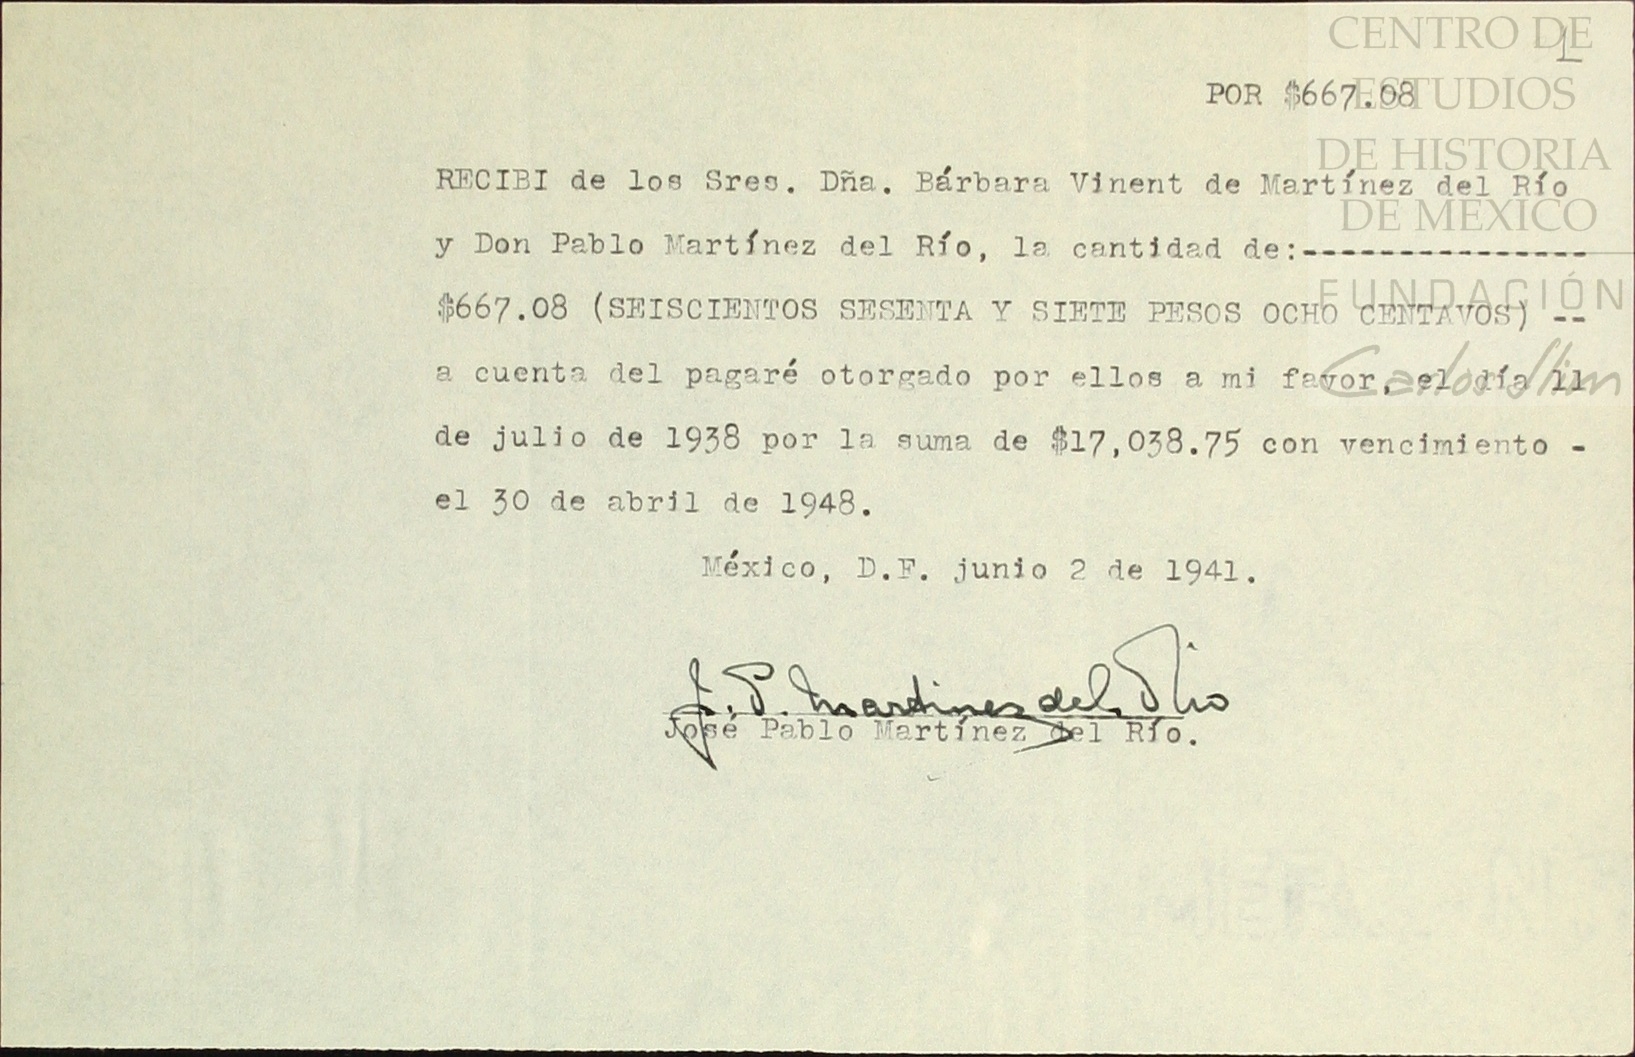 CENTRO DE
ESTUDIOS
DE HISTORIA
DE MEXICO
FUNDACIÓN
Carlos Slim
1
POR $667.08
RECIBI de los Sres. Dña. Bárbara Vinent de Martínez del Río
y Don Pablo Martínez del Río, la cantidad de:---------------
$667.08 (SEISCIENTOS SESENTA Y SIETE PESOS OCHO CENTAVOS) --
a cuenta del pagaré otorgado por ellos a mi favor, el día 11
de julio de 1938 por la suma de $17,038.75 con vencimiento -
el 30 de abril de 1948.
México, D.F. junio 2 de 1941.
J. P. Martinez del Rio
José Pablo Martínez del Río.